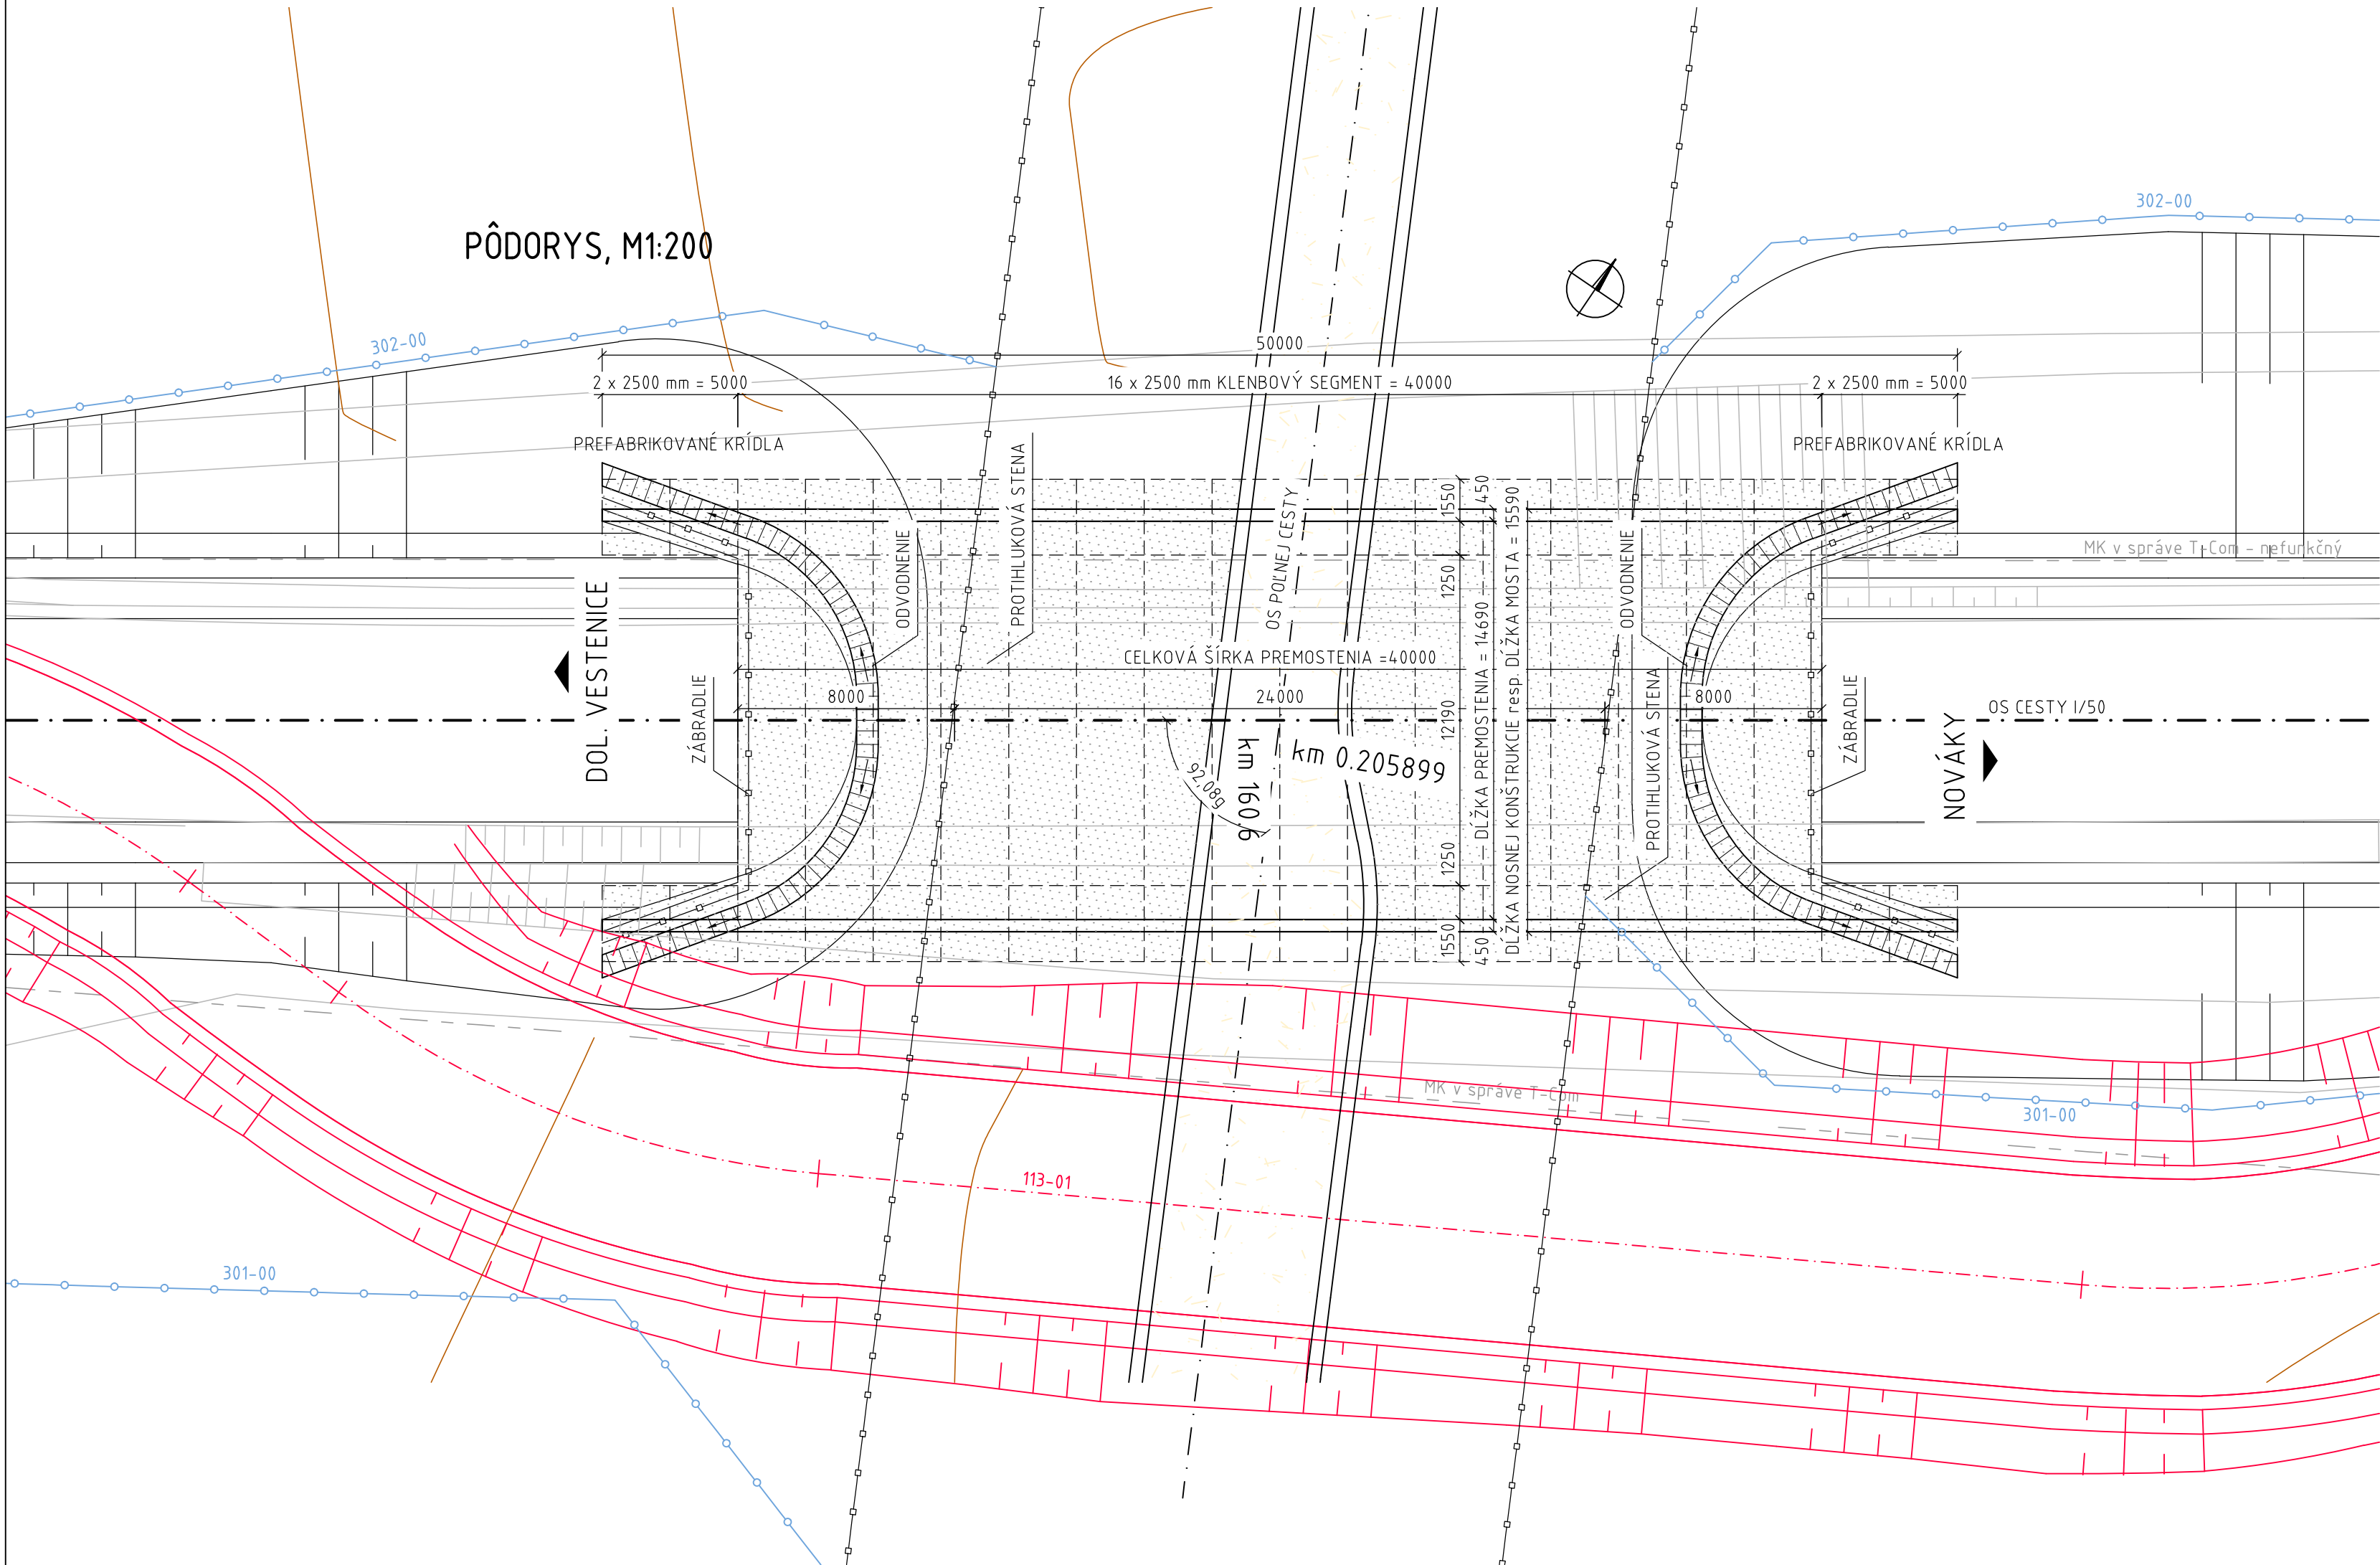 302-00
PÔDORYS, M1:200
302-00
50000
2 x 2500 mm = 5000
16 x 2500 mm KLENBOVÝ SEGMENT = 40000
2 x 2500 mm = 5000
PREFABRIKOVANÉ KRÍDLA
PREFABRIKOVANÉ KRÍDLA
PROTIHLUKOVÁ STENA
ODVODNENIE
OS POĽNEJ CESTY
1550
450
1250
DĹŽKA PREMOSTENIA = 14690
DĹŽKA NOSNEJ KONŠTRUKCIE resp. DĹŽKA MOSTA = 15590
ODVODNENIE
MK v správe T-Com - nefunkčný
DOL. VESTENICE
CELKOVÁ ŠÍRKA PREMOSTENIA =40000
ZÁBRADLIE
8000
24000
12190
8000
PROTIHLUKOVÁ STENA
ZÁBRADLIE
OS CESTY I/50
NOVÁKY
km 160.6
km 0.205899
92,08g
1250
1550
450
MK v správe T-Com
301-00
113-01
301-00